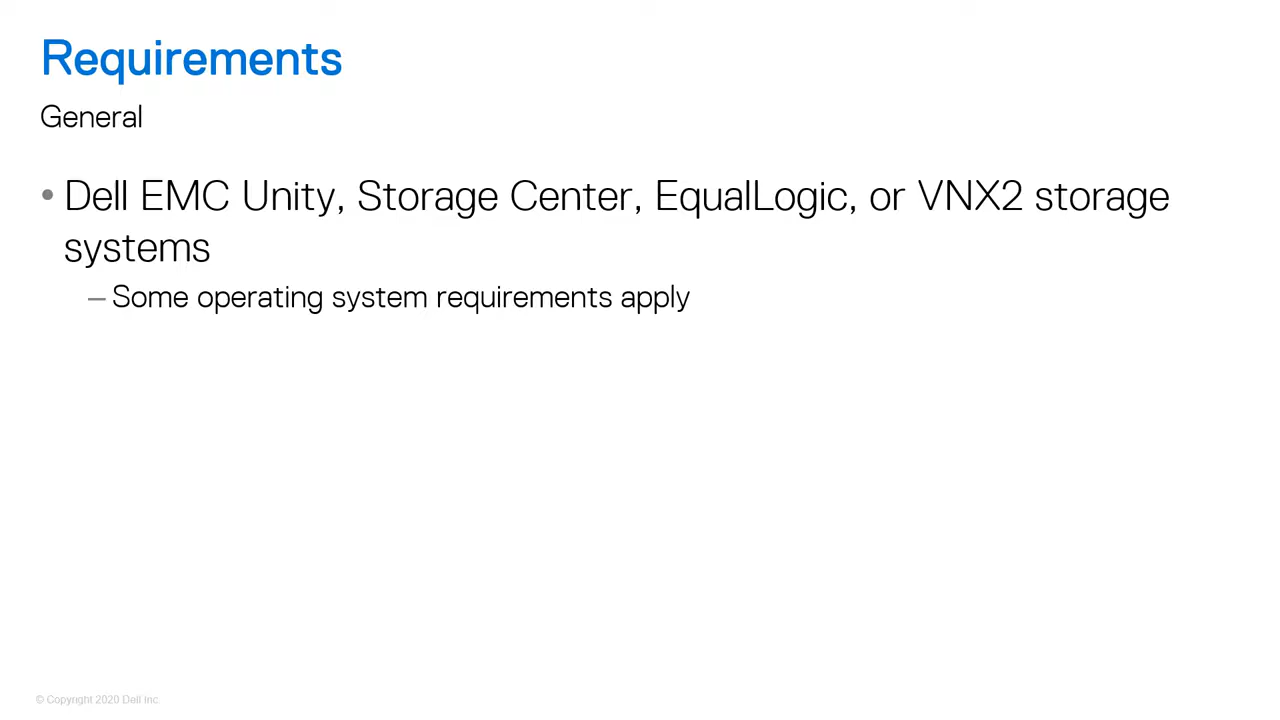 Requirements
General
• Dell EMC Unity, Storage Center, EqualLogic, or VNX2 storage
systems
– Some operating system requirements apply
© Copyright 2020 Dell Inc.